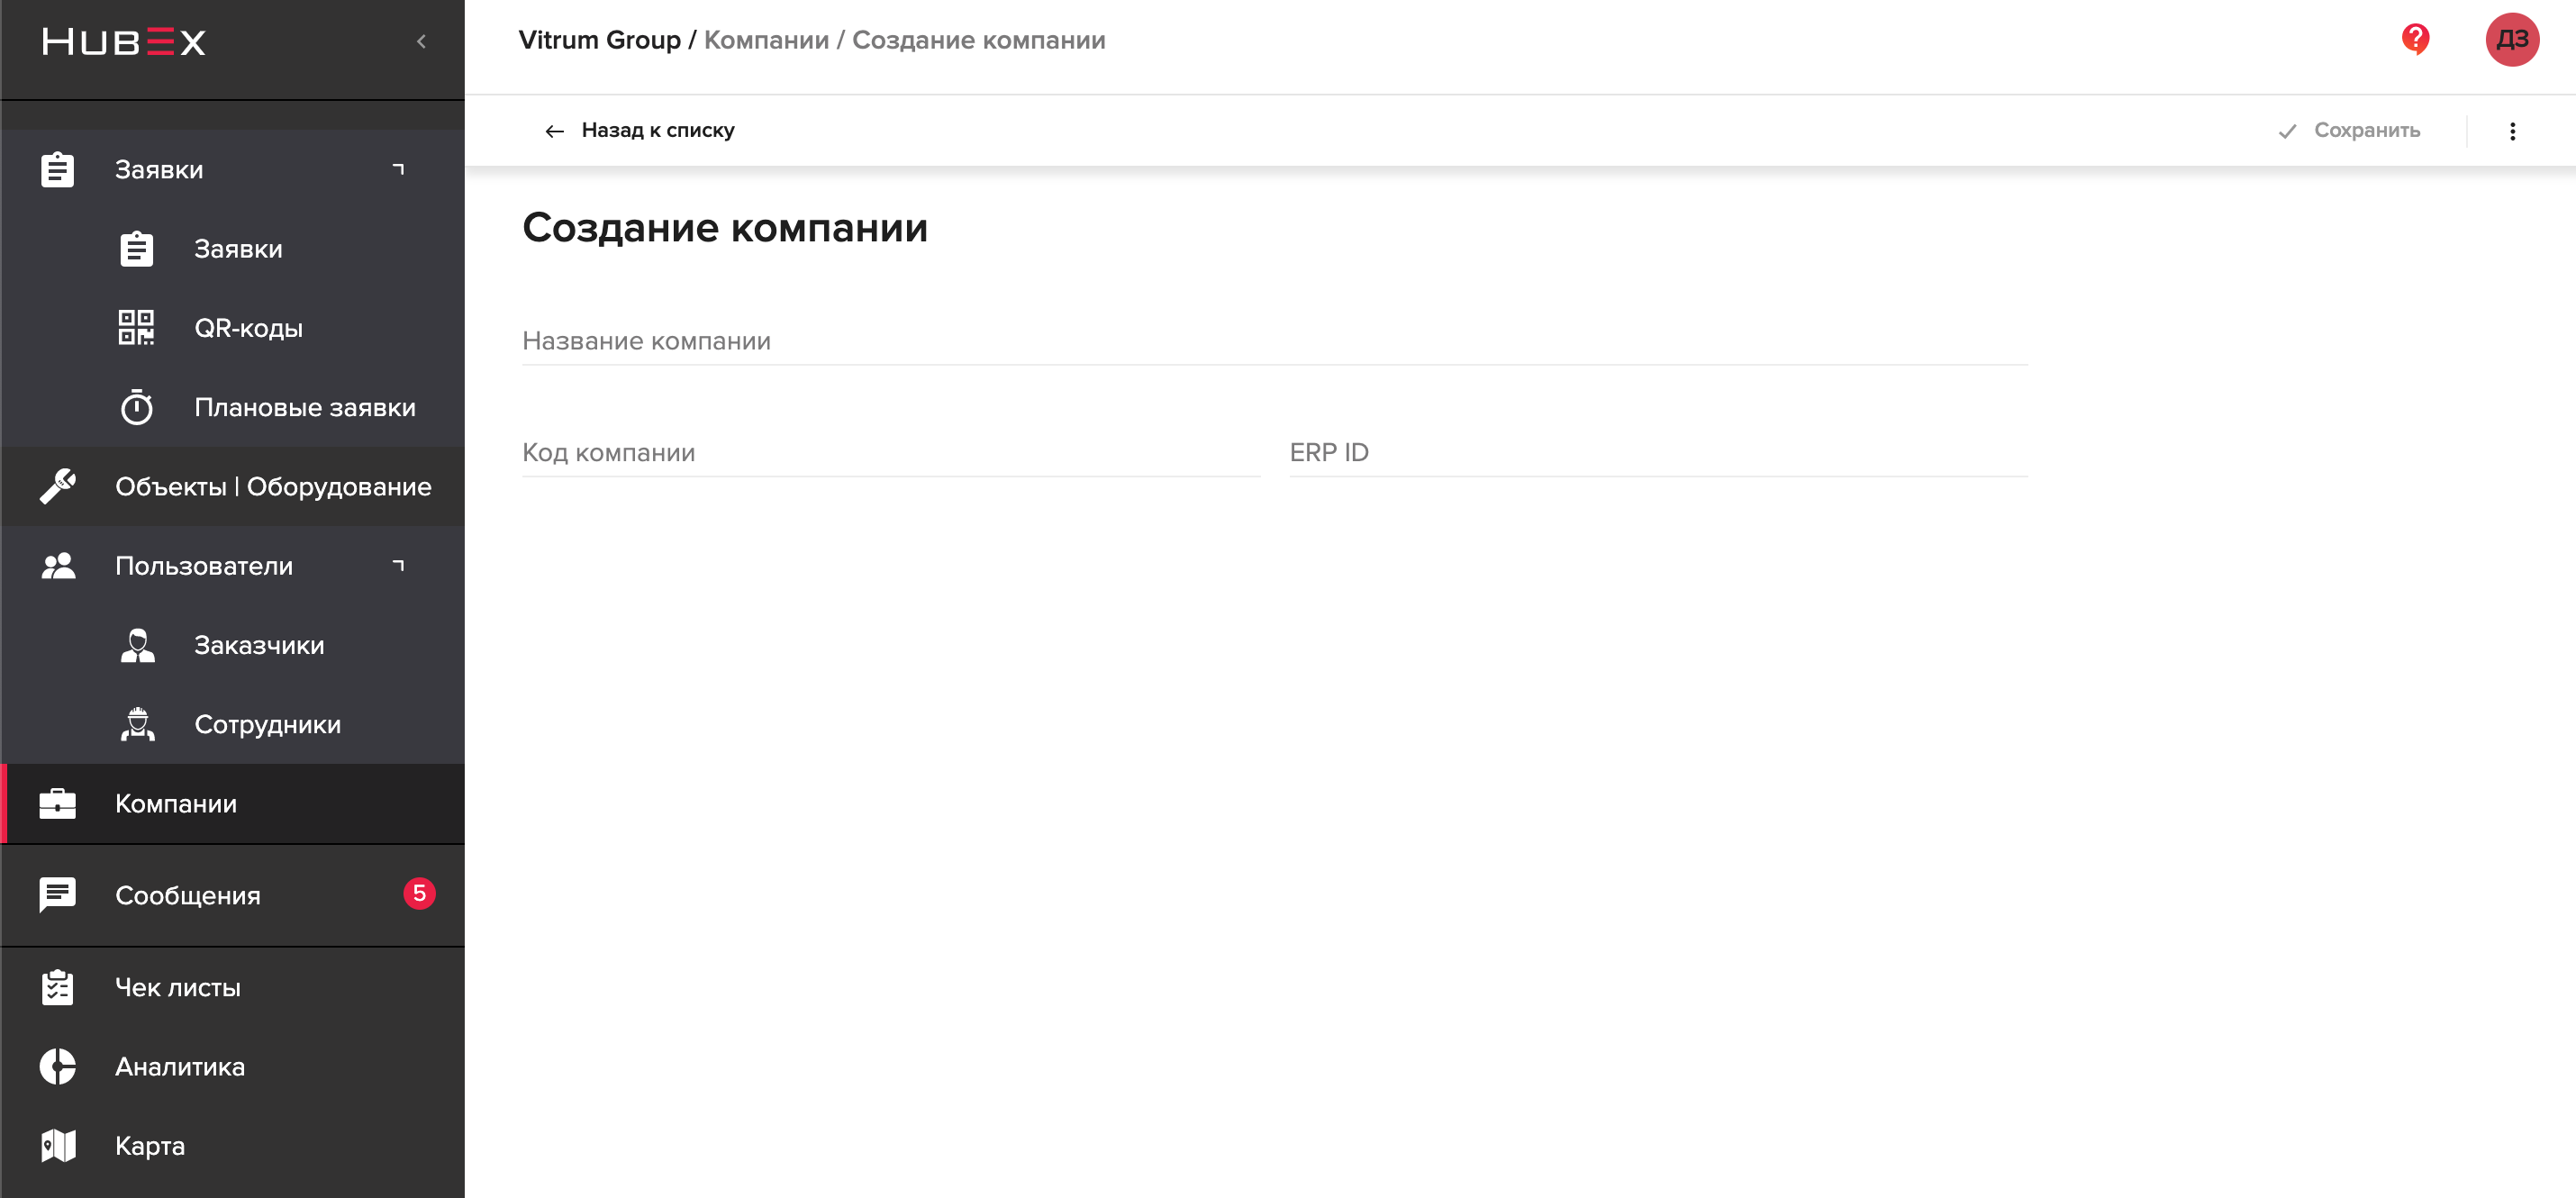 HUBEX
Заявки
Заявки
QR-коды
Плановые заявки
Объекты | Оборудование
Пользователи
Заказчики
Сотрудники
Компании
Сообщения 5
Чек листы
Аналитика
Карта
Vitrum Group / Компании / Создание компании
?
ДЗ
Назад к списку
Сохранить
Создание компании
Название компании
Код компании
ERP ID